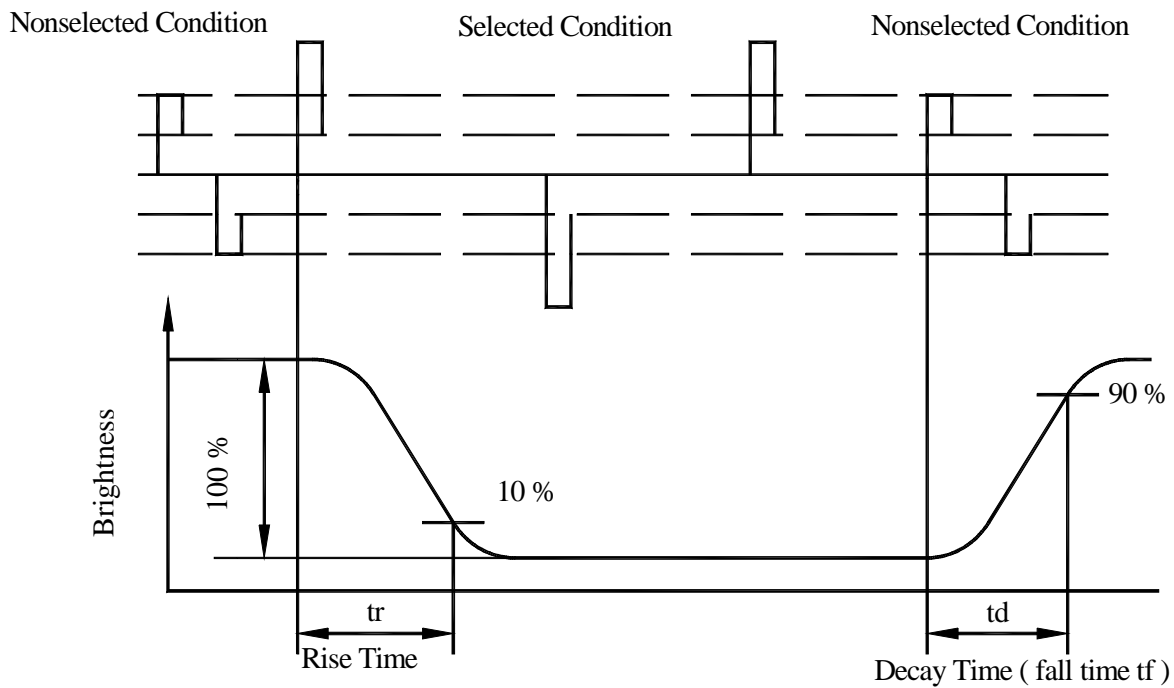 Nonselected Condition
Selected Condition
Nonselected Condition
Brightness
100 %
10 %
90 %
tr
Rise Time
td
Decay Time ( fall time tf )